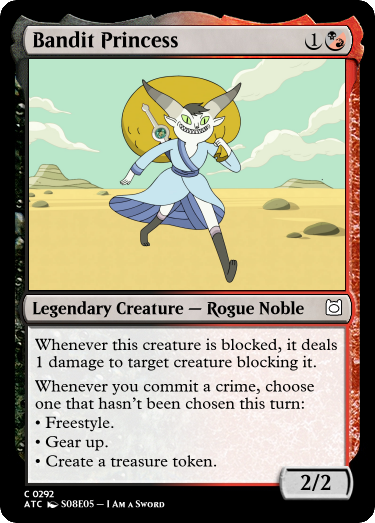 Bandit Princess 1
Legendary Creature — Rogue Noble
Whenever this creature is blocked, it deals
1 damage to target creature blocking it.
Whenever you commit a crime, choose
one that hasn't been chosen this turn:
• Freestyle.
• Gear up.
• Create a treasure token.
2/2
C 0292
ATC S08E05 — I Am a Sword